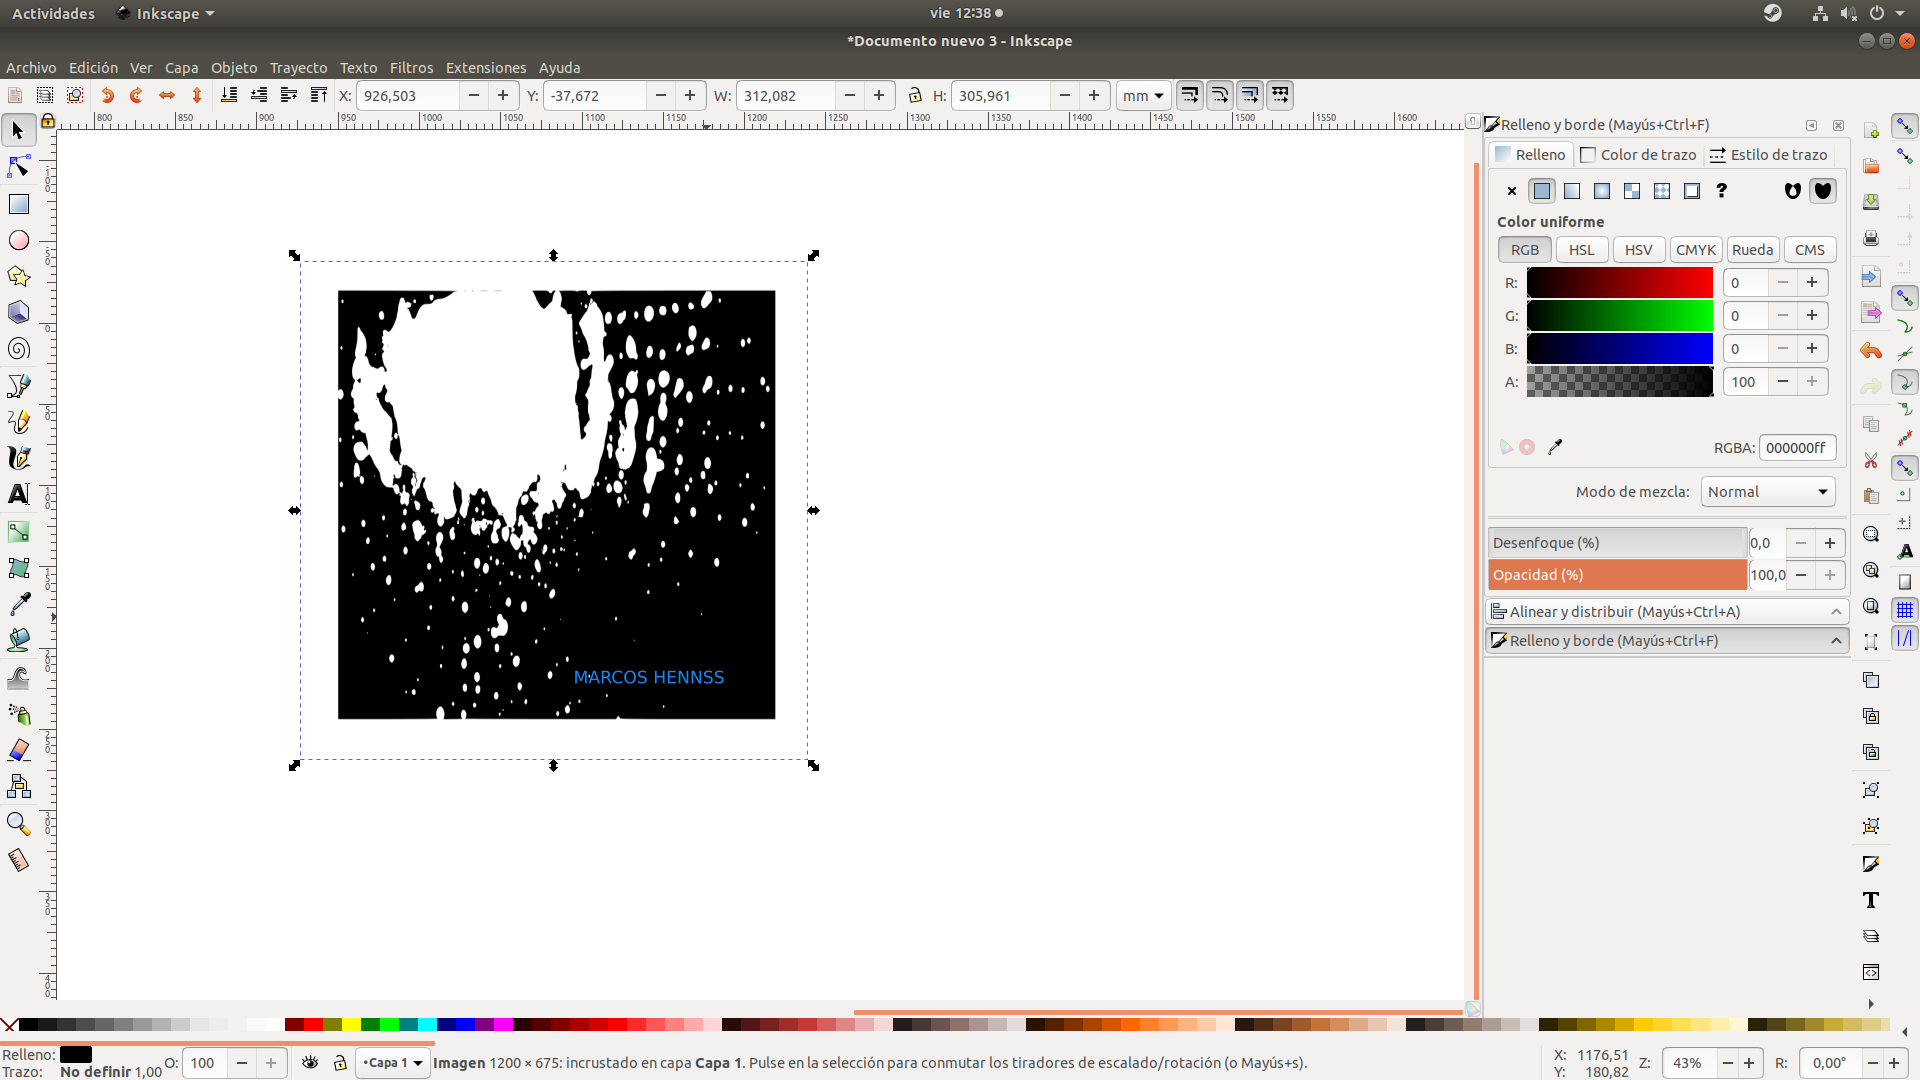 Actividades Inkscape vie 12:38
*Documento nuevo 3 - Inkscape
Archivo Edición Ver Capa Objeto Trayecto Texto Filtros Extensiones Ayuda
X: 926,503 Y: -37,672 W: 312,082 H: 305,961 mm
800 850 900 950 1000 1050 1100 1150 1200 1250 1300 1350 1400 1450 1500 1550 1600
Relleno y borde (Mayús+Ctrl+F)
Relleno Color de trazo Estilo de trazo
Color uniforme
RGB HSL HSV CMYK Rueda CMS
R: 0
G: 0
B: 0
A: 100
RGBA: 000000ff
Modo de mezcla: Normal
Desenfoque (%) 0,0
Opacidad (%) 100,0
Alinear y distribuir (Mayús+Ctrl+A)
Relleno y borde (Mayús+Ctrl+F)
MARCOS HENNSS
Relleno: O: 100 •Capa 1 Imagen 1200 × 675: incrustado en capa Capa 1. Pulse en la selección para conmutar los tiradores de escalado/rotación (o Mayús+s).
Trazo: No definir 1,00
X: 1176,51
Y: 180,82
Z: 43% R: 0,00°